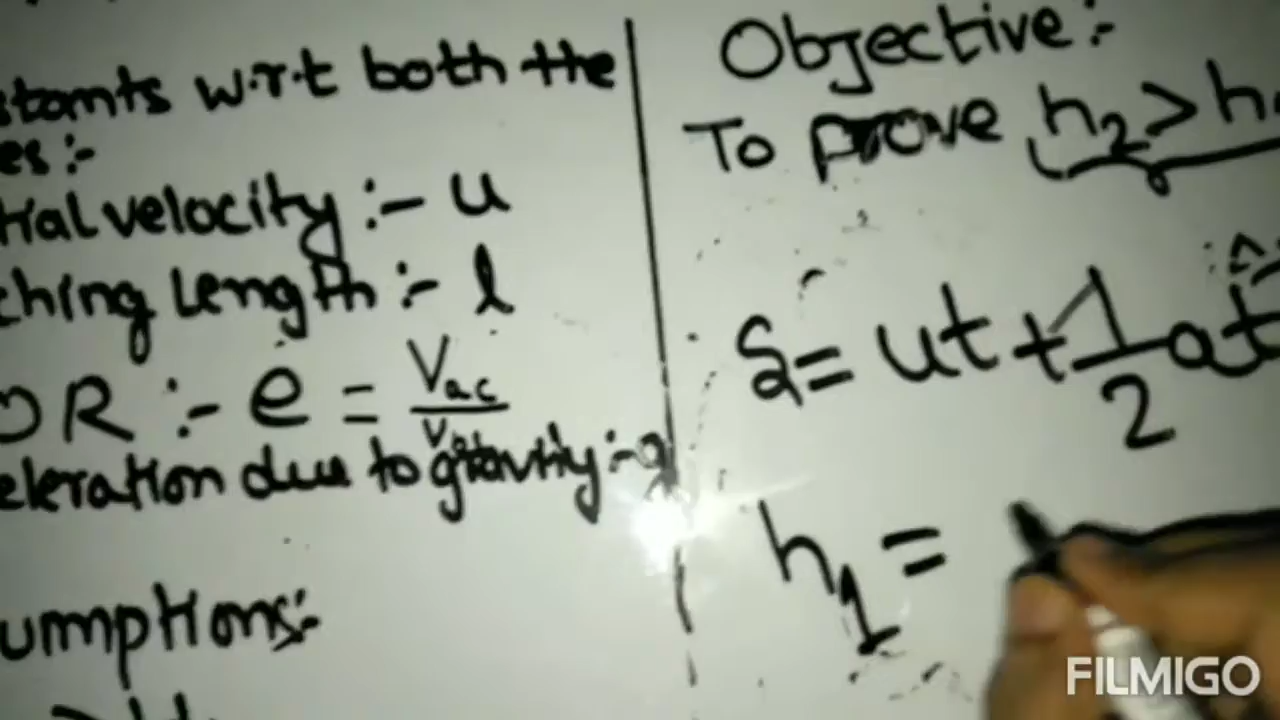 stants w.r.t both the
es:-
tial velocity :- u
ching length :- l
OR :- e = Vac
eleration due to gravity :- g
umptions:-
Objective :-
To prove h2 > h
S = ut + 1/2 at
h1 =
FILMIGO